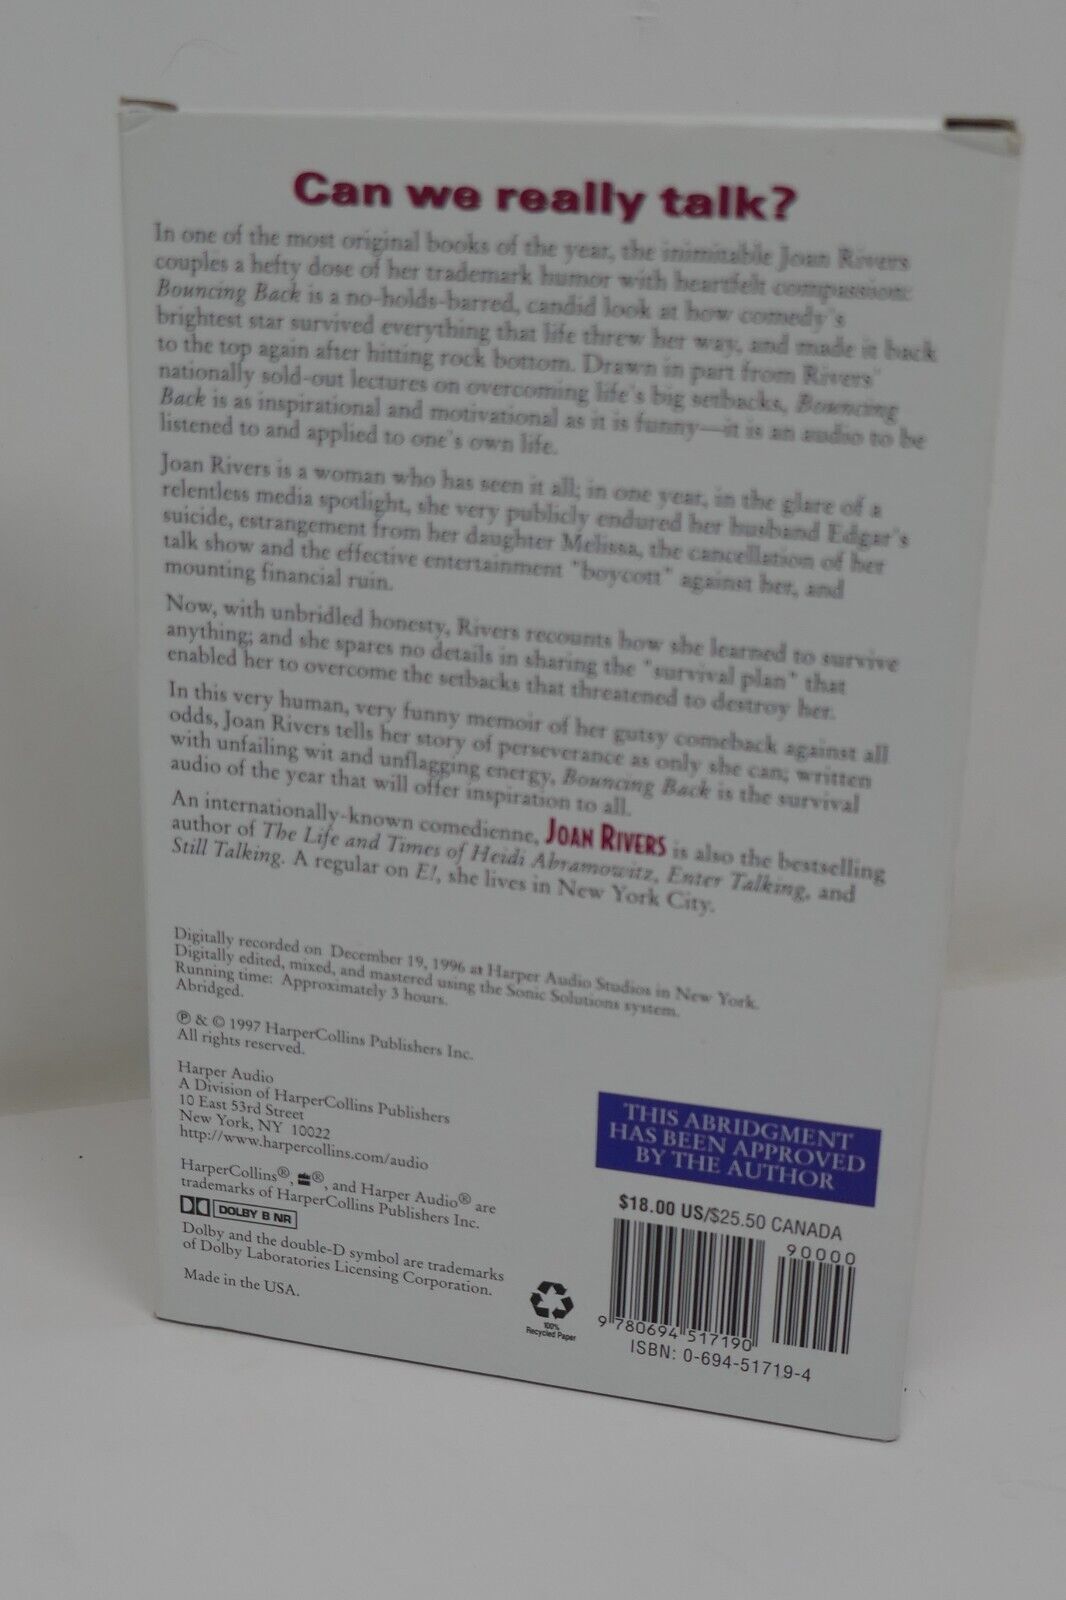 Can we really talk?
In one of the most original books of the year, the inimitable Joan Rivers
couples a hefty dose of her trademark humor with heartfelt compassion:
Bouncing Back is a no-holds-barred, candid look at how comedy's
brightest star survived everything that life threw her way, and made it back
to the top again after hitting rock bottom. Drawn in part from Rivers'
nationally sold-out lectures on overcoming life's big setbacks, Bouncing
Back is as inspirational and motivational as it is funny—it is an audio to be
listened to and applied to one's own life.
Joan Rivers is a woman who has seen it all; in one year, in the glare of a
relentless media spotlight, she very publicly endured her husband Edgar's
suicide, estrangement from her daughter Melissa, the cancellation of her
talk show and the effective entertainment "boycott" against her, and
mounting financial ruin.
Now, with unbridled honesty, Rivers recounts how she learned to survive
anything; and she spares no details in sharing the "survival plan" that
enabled her to overcome the setbacks that threatened to destroy her.
In this very human, very funny memoir of her gutsy comeback against all
odds, Joan Rivers tells her story of perseverance as only she can; written
with unfailing wit and unflagging energy, Bouncing Back is the survival
audio of the year that will offer inspiration to all.
An internationally-known comedienne, JOAN RIVERS is also the bestselling
author of The Life and Times of Heidi Abramowitz, Enter Talking, and
Still Talking. A regular on E!, she lives in New York City.
Digitally recorded on December 19, 1996 at Harper Audio Studios in New York.
Digitally edited, mixed, and mastered using the Sonic Solutions system.
Running time: Approximately 3 hours.
Abridged.
℗ & © 1997 HarperCollins Publishers Inc.
All rights reserved.
Harper Audio
A Division of HarperCollins Publishers
10 East 53rd Street
New York, NY 10022
http://www.harpercollins.com/audio
HarperCollins®, ®, and Harper Audio® are
trademarks of HarperCollins Publishers Inc.
DOLBY B NR
Dolby and the double-D symbol are trademarks
of Dolby Laboratories Licensing Corporation.
Made in the USA.
100%
Recycled Paper
THIS ABRIDGMENT
HAS BEEN APPROVED
BY THE AUTHOR
$18.00 US/$25.50 CANADA
90000
9 780694 517190
ISBN: 0-694-51719-4